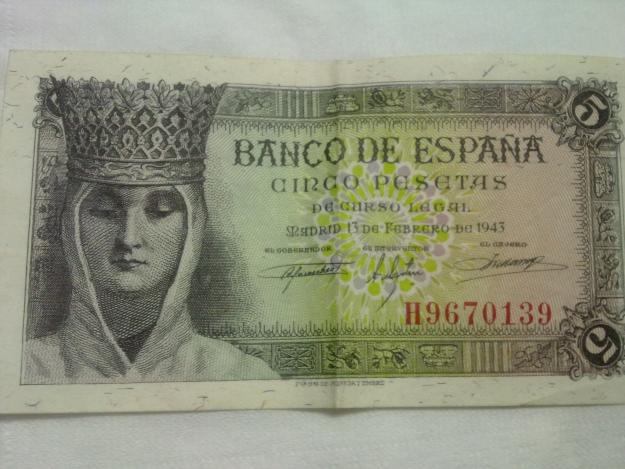 5
BANCO DE ESPAÑA
CINCO PESETAS
DE CURSO LEGAL
MADRID 13 DE FEBRERO DE 1943
EL GOBERNADOR EL INTERVENTOR EL CAJERO
H9670139
5